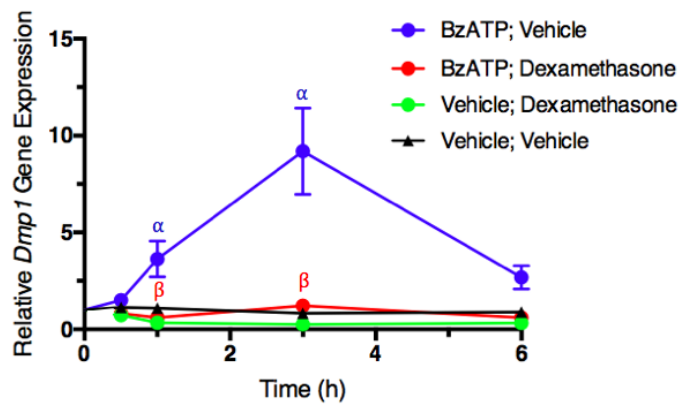 Relative Dmp1 Gene Expression
15
10
5
0
0
2
4
6
Time (h)
α
α
β
β
BzATP; Vehicle
BzATP; Dexamethasone
Vehicle; Dexamethasone
Vehicle; Vehicle